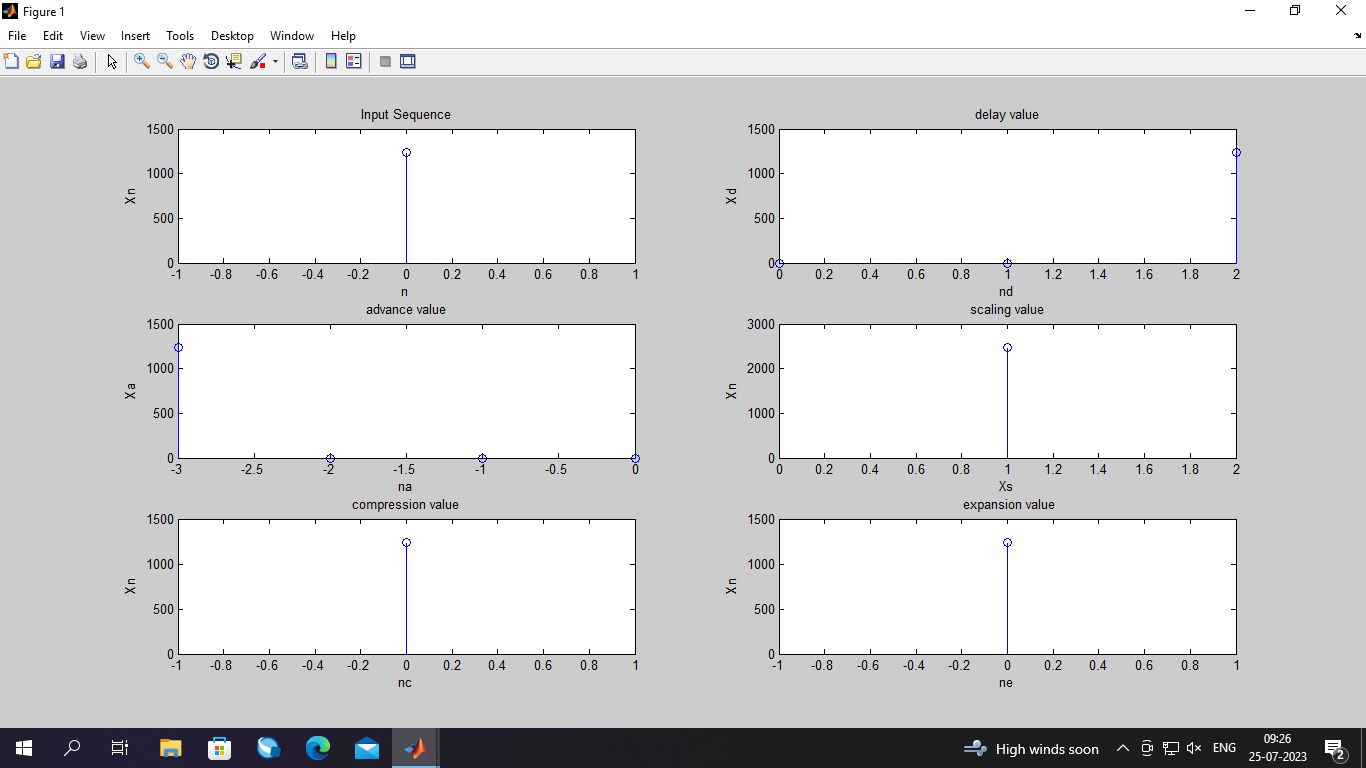 Figure 1
File Edit View Insert Tools Desktop Window Help
Input Sequence
1500
1000
500
0
Xn
-1 -0.8 -0.6 -0.4 -0.2 0 0.2 0.4 0.6 0.8 1
n
delay value
1500
1000
500
0
Xd
0 0.2 0.4 0.6 0.8 1 1.2 1.4 1.6 1.8 2
nd
advance value
1500
1000
500
0
Xa
-3 -2.5 -2 -1.5 -1 -0.5 0
na
scaling value
3000
2000
1000
0
Xn
0 0.2 0.4 0.6 0.8 1 1.2 1.4 1.6 1.8 2
Xs
compression value
1500
1000
500
0
Xn
-1 -0.8 -0.6 -0.4 -0.2 0 0.2 0.4 0.6 0.8 1
nc
expansion value
1500
1000
500
0
Xn
-1 -0.8 -0.6 -0.4 -0.2 0 0.2 0.4 0.6 0.8 1
ne
High winds soon
ENG
09:26
25-07-2023
2